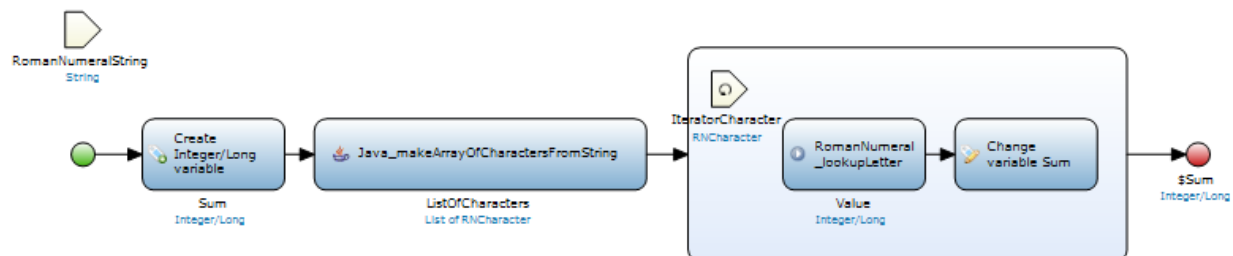 RomanNumeralString
String
Create
Integer/Long
variable
Sum
Integer/Long
Java_makeArrayOfCharactersFromString
ListOfCharacters
List of RNCharacter
IteratorCharacter
RNCharacter
RomanNumeral
_lookupLetter
Value
Integer/Long
Change
variable Sum
$Sum
Integer/Long